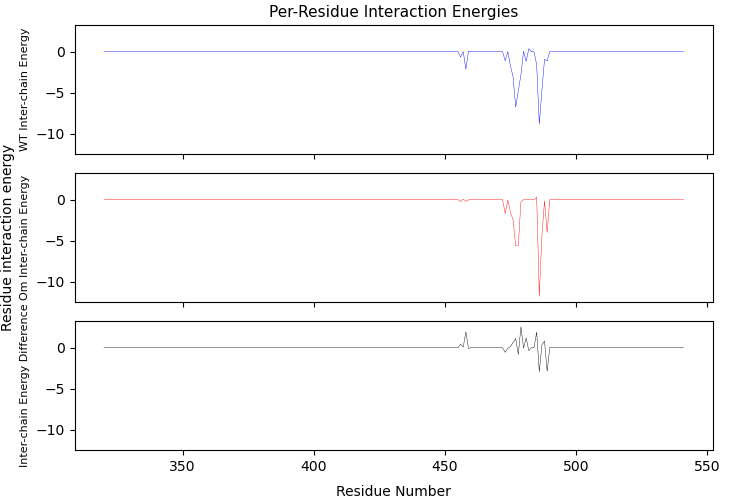 Per-Residue Interaction Energies
WT Inter-chain Energy
0
−5
−10
Residue interaction energy
Om Inter-chain Energy
0
−5
−10
Inter-chain Energy Difference
0
−5
−10
350
400
450
500
550
Residue Number